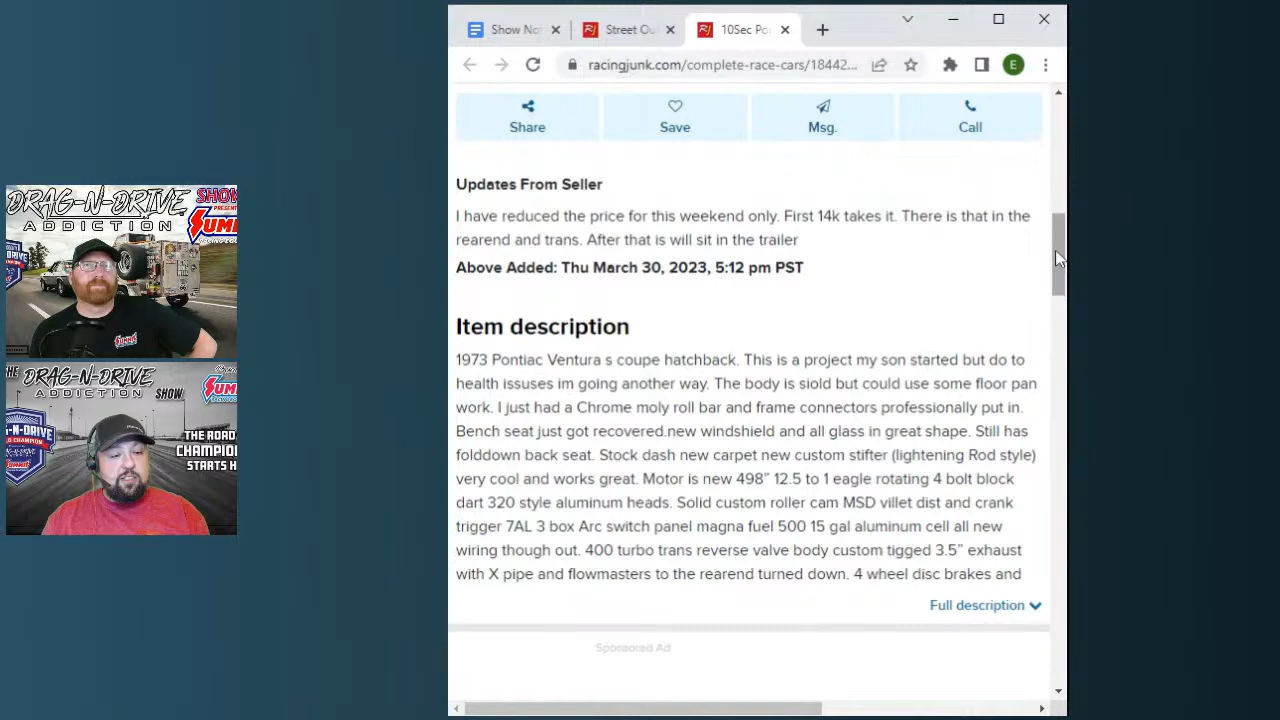 Show No
Street Ou
10Sec Po
racingjunk.com/complete-race-cars/18442...
E
Share
Save
Msg.
Call
Updates From Seller
I have reduced the price for this weekend only. First 14k takes it. There is that in the
rearend and trans. After that is will sit in the trailer
Above Added: Thu March 30, 2023, 5:12 pm PST
Item description
1973 Pontiac Ventura s coupe hatchback. This is a project my son started but do to
health issuses im going another way. The body is siold but could use some floor pan
work. I just had a Chrome moly roll bar and frame connectors professionally put in.
Bench seat just got recovered.new windshield and all glass in great shape. Still has
folddown back seat. Stock dash new carpet new custom stifter (lightening Rod style)
very cool and works great. Motor is new 498” 12.5 to 1 eagle rotating 4 bolt block
dart 320 style aluminum heads. Solid custom roller cam MSD villet dist and crank
trigger 7AL 3 box Arc switch panel magna fuel 500 15 gal aluminum cell all new
wiring though out. 400 turbo trans reverse valve body custom tigged 3.5” exhaust
with X pipe and flowmasters to the rearend turned down. 4 wheel disc brakes and
Full description
Sponsored Ad
DRAG-N-DRIVE
ADDICTION
SHOW
SUMM
THE
DRAG-N-DRIVE
ADDICTION
SHOW
SUM
N-DRIVE
CHAMPION
THE ROAD
CHAMPION
STARTS H